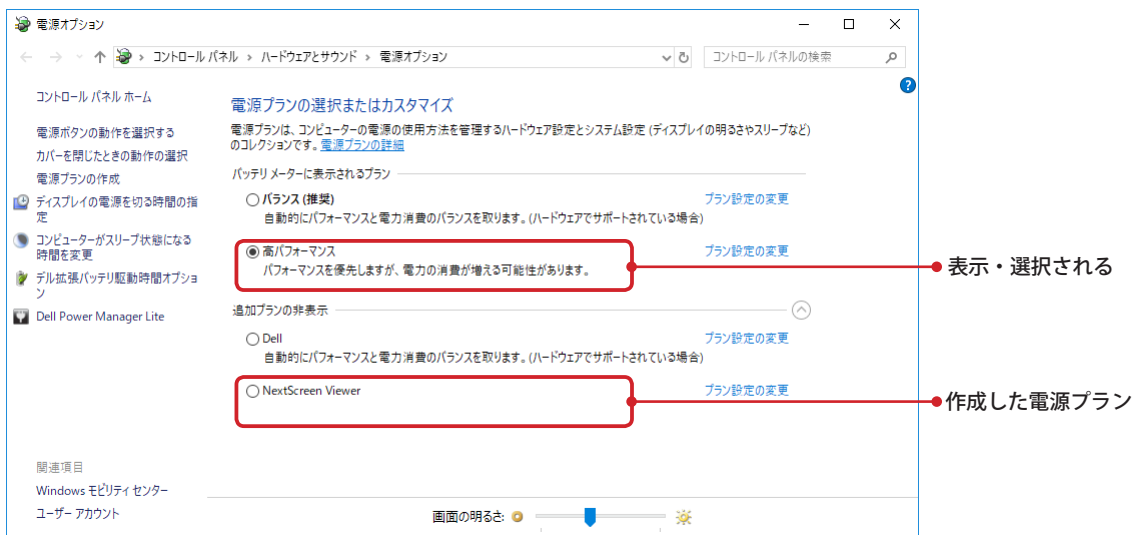 電源オプション
コントロール パネル › ハードウェアとサウンド › 電源オプション
コントロール パネルの検索
コントロール パネル ホーム
電源ボタンの動作を選択する
カバーを閉じたときの動作の選択
電源プランの作成
ディスプレイの電源を切る時間の指
定
コンピューターがスリープ状態になる
時間を変更
デル拡張バッテリ駆動時間オプショ
ン
Dell Power Manager Lite
関連項目
Windows モビリティ センター
ユーザー アカウント
電源プランの選択またはカスタマイズ
電源プランは、コンピューターの電源の使用方法を管理するハードウェア設定とシステム設定 (ディスプレイの明るさやスリープなど)
のコレクションです。電源プランの詳細
バッテリ メーターに表示されるプラン
バランス (推奨) プラン設定の変更
自動的にパフォーマンスと電力消費のバランスを取ります。(ハードウェアでサポートされている場合)
高パフォーマンス プラン設定の変更
パフォーマンスを優先しますが、電力の消費が増える可能性があります。
表示・選択される
追加プランの非表示
Dell プラン設定の変更
自動的にパフォーマンスと電力消費のバランスを取ります。(ハードウェアでサポートされている場合)
NextScreen Viewer プラン設定の変更
作成した電源プラン
画面の明るさ: